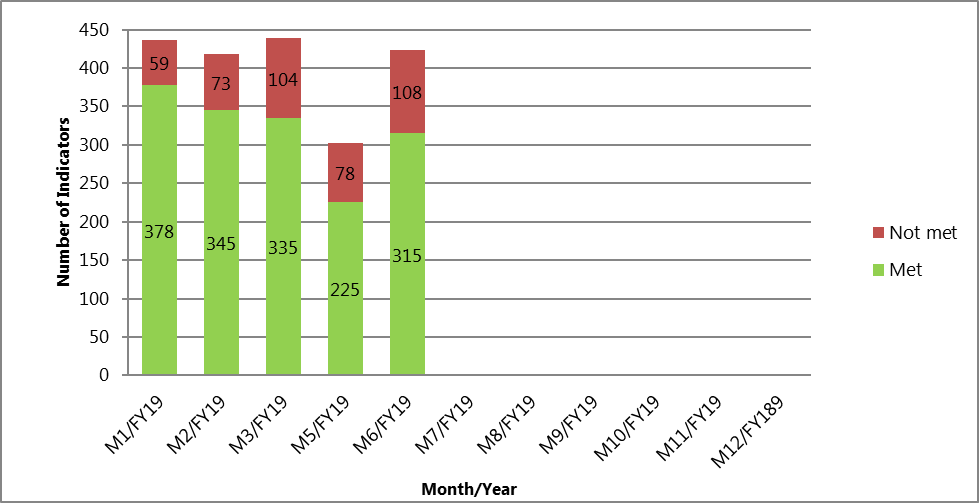 450
400
350
300
250
200
150
100
50
0
Number of Indicators
59
73
104
78
108
378
345
335
225
315
M1/FY19
M2/FY19
M3/FY19
M5/FY19
M6/FY19
M7/FY19
M8/FY19
M9/FY19
M10/FY19
M11/FY19
M12/FY189
Month/Year
Not met
Met